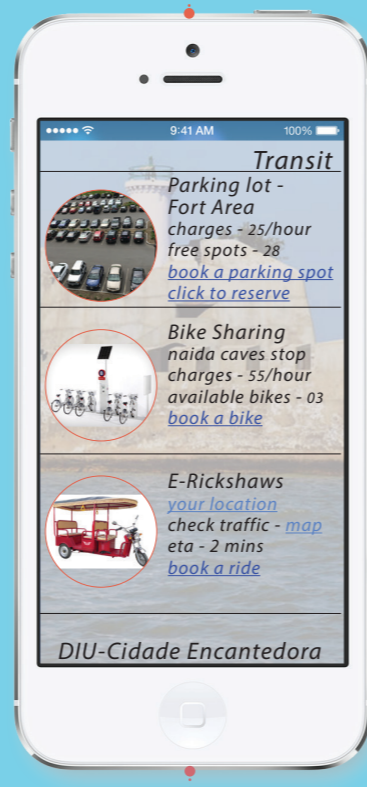 9:41 AM
100%
Transit
Parking lot -
Fort Area
charges - 25/hour
free spots - 28
book a parking spot
click to reserve
Bike Sharing
naida caves stop
charges - 55/hour
available bikes - 03
book a bike
E-Rickshaws
your location
check traffic - map
eta - 2 mins
book a ride
DIU-Cidade Encantedora